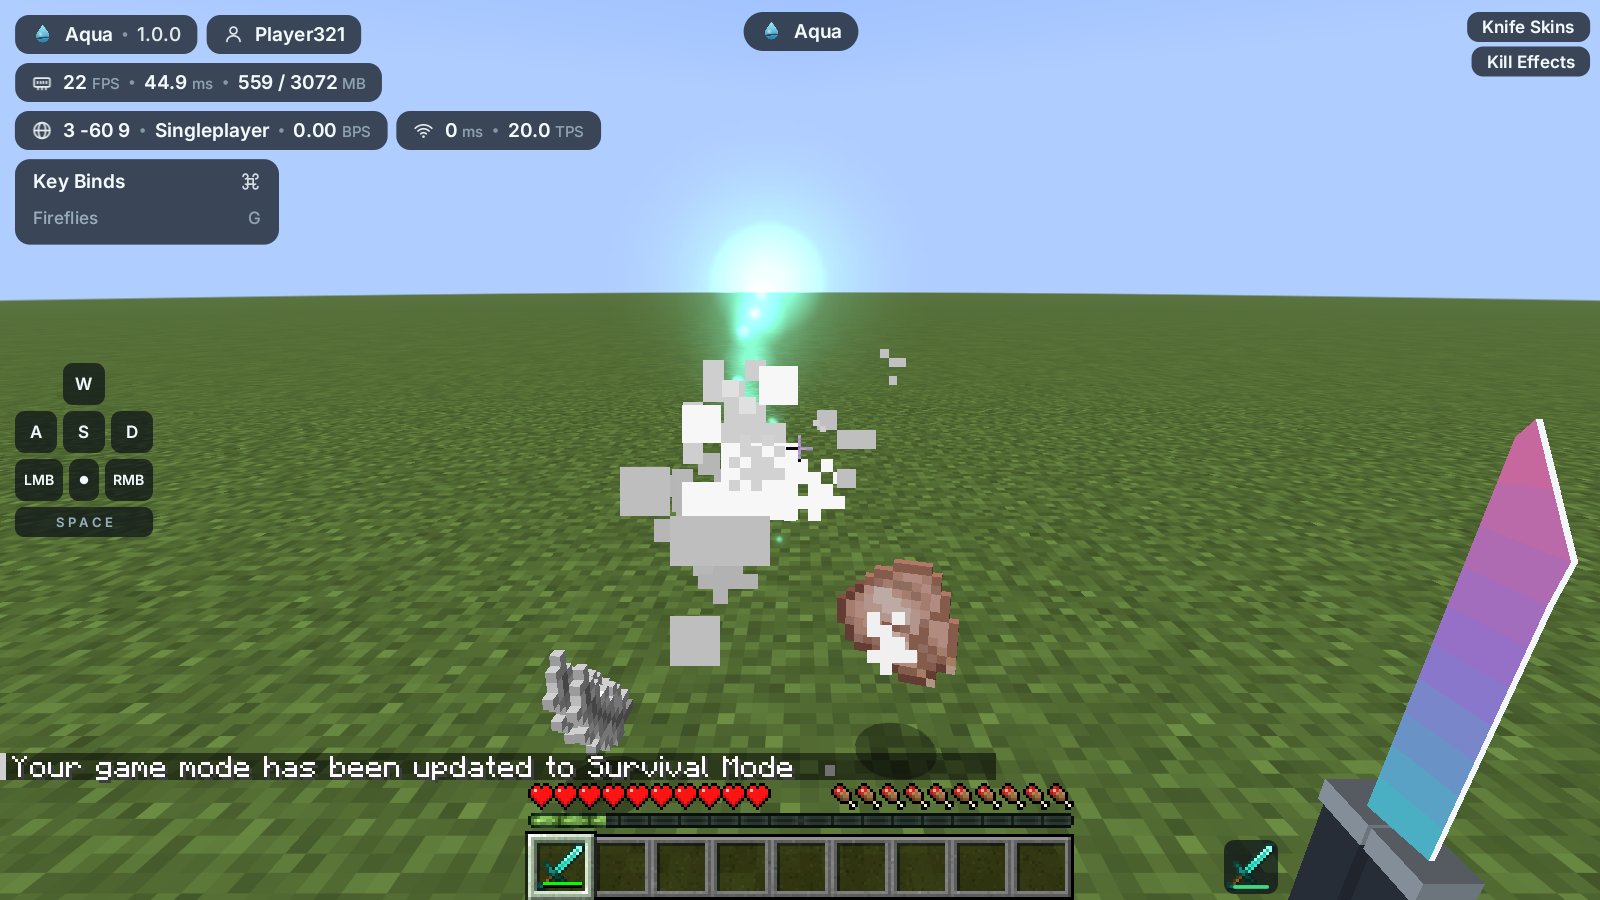 Aqua • 1.0.0
Player321
Aqua
Knife Skins
Kill Effects
22 FPS • 44.9 ms • 559 / 3072 MB
3 -60 9 • Singleplayer • 0.00 BPS
0 ms • 20.0 TPS
Key Binds
Fireflies G
W
A S D
LMB RMB
SPACE
Your game mode has been updated to Survival Mode